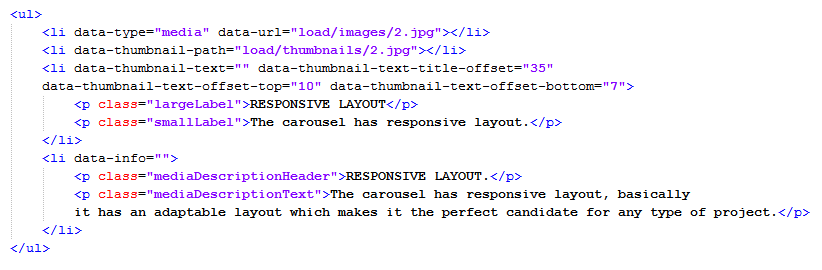 <ul>
<li data-type="media" data-url="load/images/2.jpg"></li>
<li data-thumbnail-path="load/thumbnails/2.jpg"></li>
<li data-thumbnail-text="" data-thumbnail-text-title-offset="35"
data-thumbnail-text-offset-top="10" data-thumbnail-text-offset-bottom="7">
<p class="largeLabel">RESPONSIVE LAYOUT</p>
<p class="smallLabel">The carousel has responsive layout.</p>
</li>
<li data-info="">
<p class="mediaDescriptionHeader">RESPONSIVE LAYOUT.</p>
<p class="mediaDescriptionText">The carousel has responsive layout, basically
it has an adaptable layout which makes it the perfect candidate for any type of project.</p>
</li>
</ul>